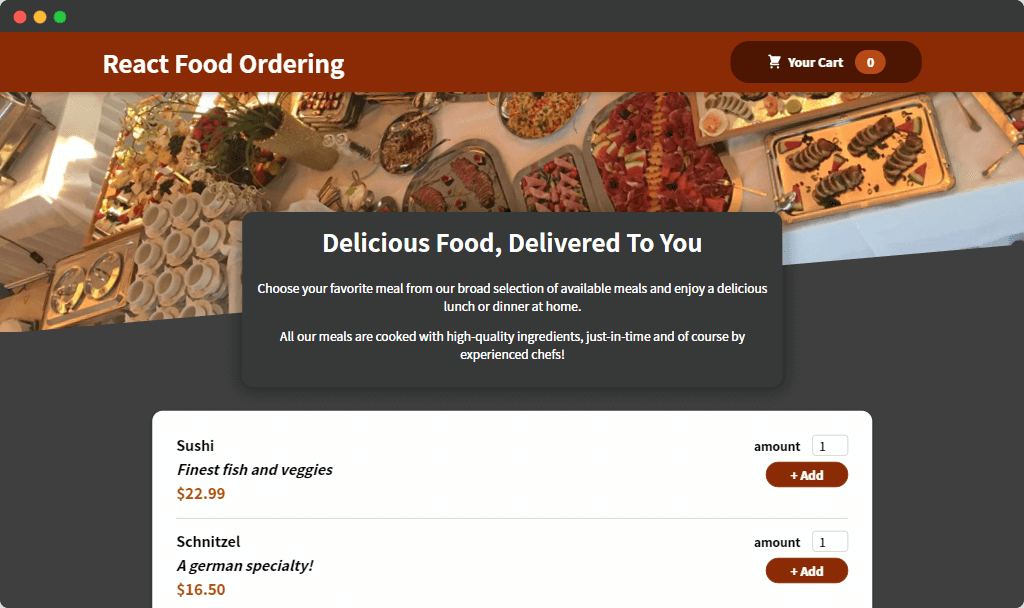 React Food Ordering
Your Cart 0
Delicious Food, Delivered To You
Choose your favorite meal from our broad selection of available meals and enjoy a delicious
lunch or dinner at home.
All our meals are cooked with high-quality ingredients, just-in-time and of course by
experienced chefs!
Sushi
Finest fish and veggies
$22.99
amount 1
+ Add
Schnitzel
A german specialty!
$16.50
amount 1
+ Add